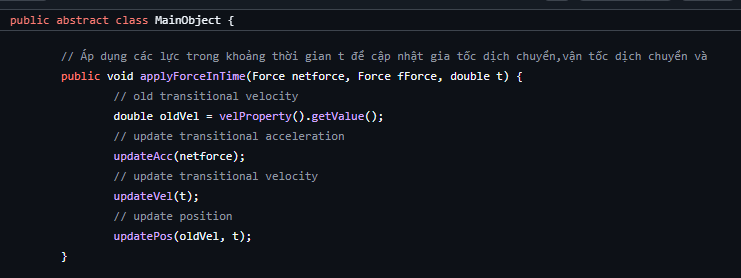 public abstract class MainObject {
// Áp dụng các lực trong khoảng thời gian t để cập nhật gia tốc dịch chuyển,vận tốc dịch chuyển và
public void applyForceInTime(Force netforce, Force fForce, double t) {
// old transitional velocity
double oldVel = velProperty().getValue();
// update transitional acceleration
updateAcc(netforce);
// update transitional velocity
updateVel(t);
// update position
updatePos(oldVel, t);
}